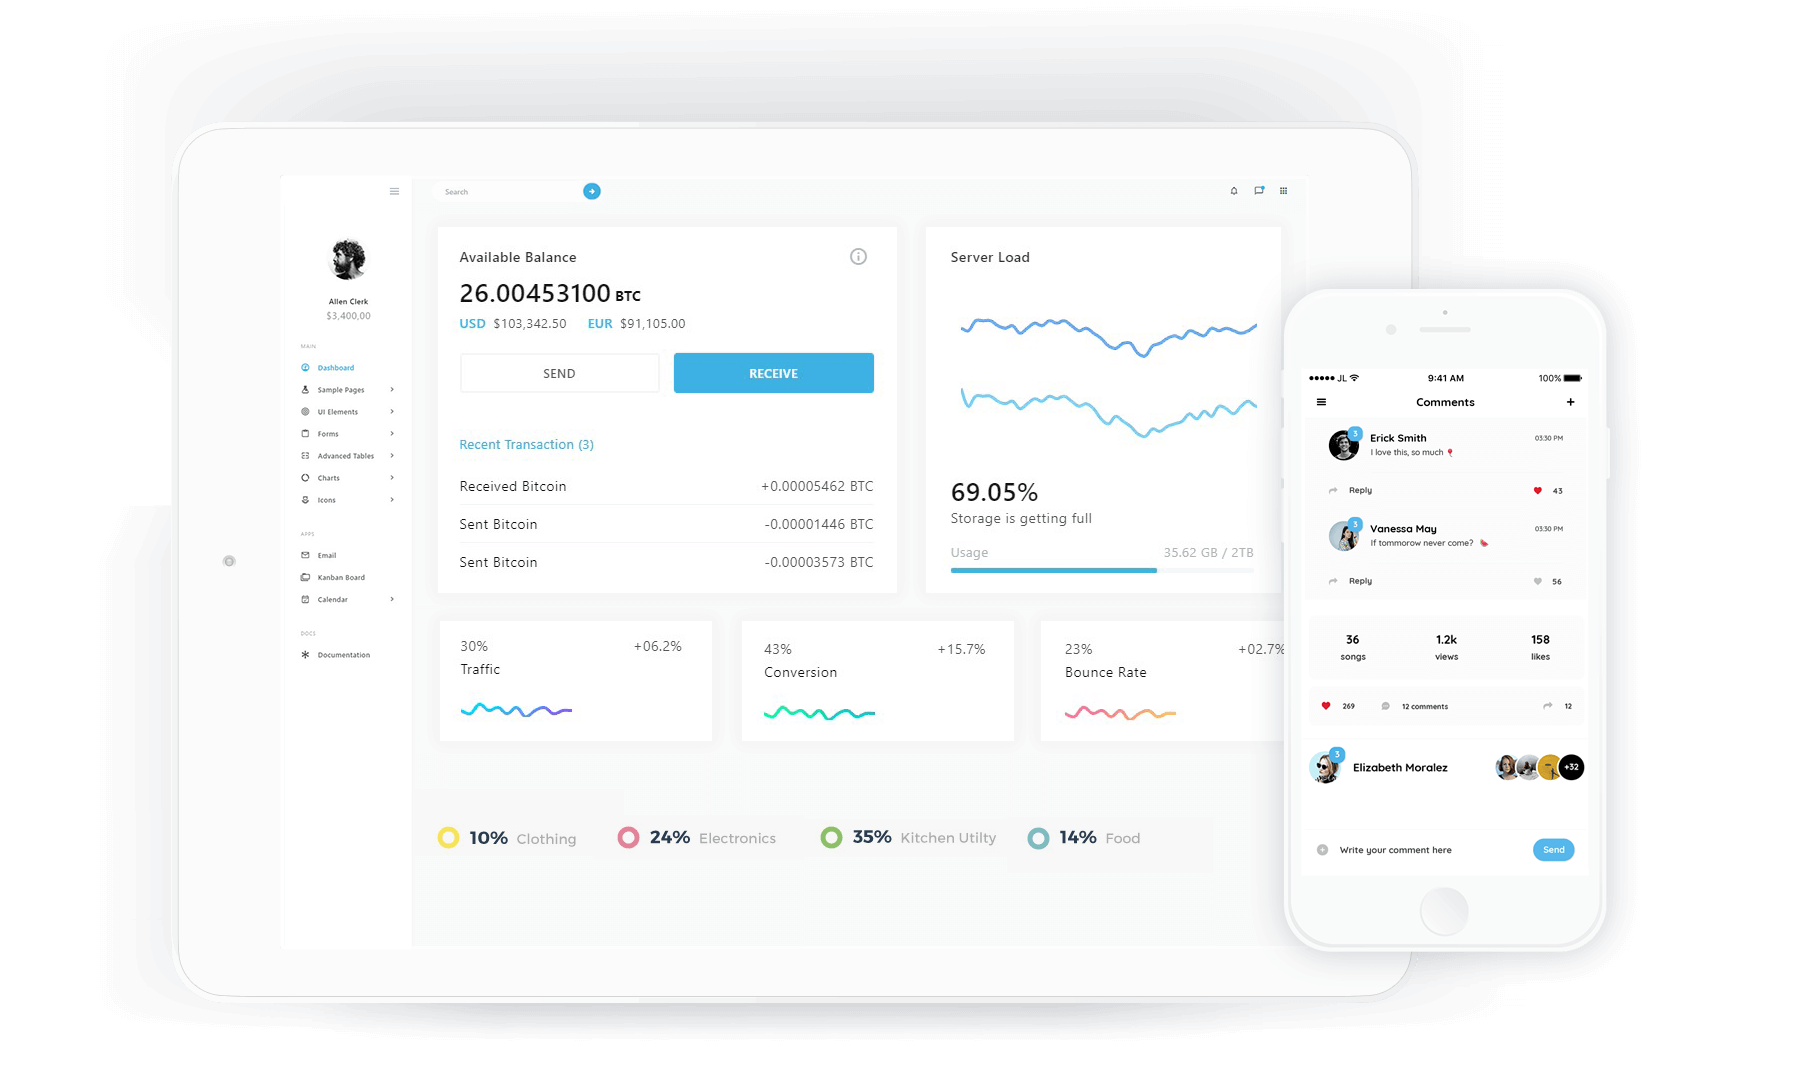 Search
Allen Clerk
$3,400,00
MAIN
Dashboard
Sample Pages
UI Elements
Forms
Advanced Tables
Charts
Icons
APPS
Email
Kanban Board
Calendar
DOCS
Documentation
Available Balance
26.00453100 BTC
USD $103,342.50 EUR $91,105.00
SEND RECEIVE
Recent Transaction (3)
Received Bitcoin +0.00005462 BTC
Sent Bitcoin -0.00001446 BTC
Sent Bitcoin -0.00003573 BTC
Server Load
69.05%
Storage is getting full
Usage 35.62 GB / 2TB
30% +06.2%
Traffic
43% +15.7%
Conversion
23% +02.7%
Bounce Rate
10% Clothing 24% Electronics 35% Kitchen Utilty 14% Food
JL 9:41 AM 100%
Comments
3
Erick Smith 03:30 PM
I love this, so much
Reply 43
3
Vanessa May 03:30 PM
If tommorow never come?
Reply 56
36 1.2k 158
songs views likes
269 12 comments 12
3
Elizabeth Moralez +32
Write your comment here Send